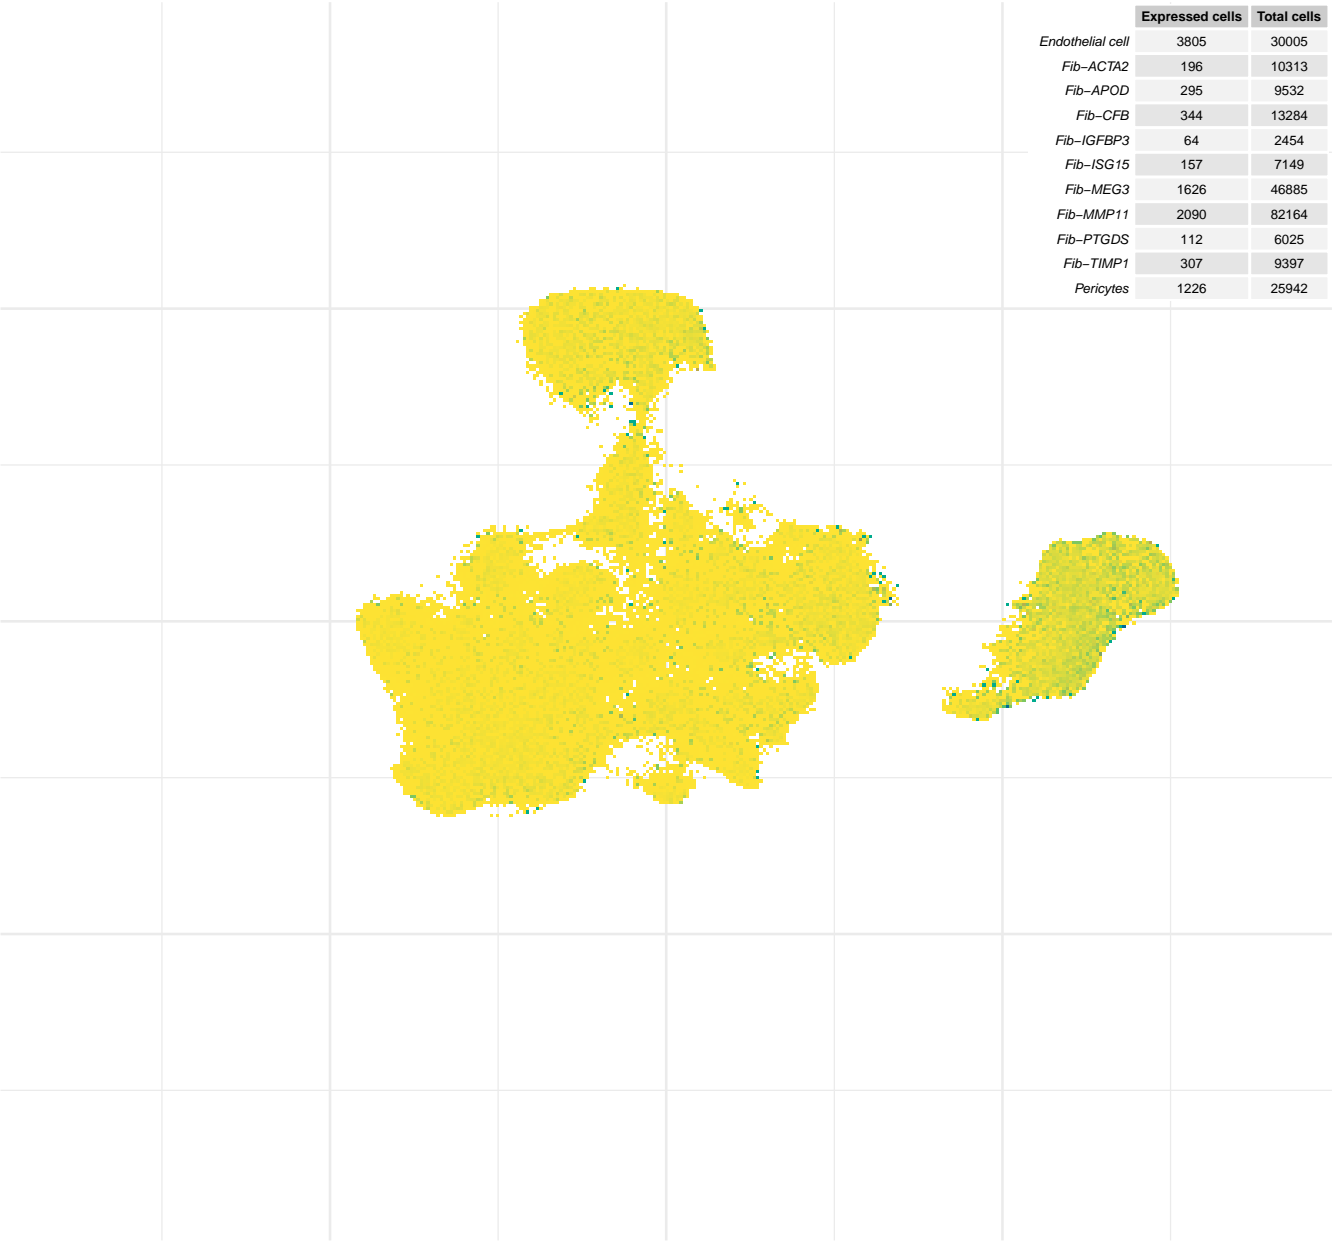 Expressed cells Total cells
Endothelial cell 3805 30005
Fib−ACTA2 196 10313
Fib−APOD 295 9532
Fib−CFB 344 13284
Fib−IGFBP3 64 2454
Fib−ISG15 157 7149
Fib−MEG3 1626 46885
Fib−MMP11 2090 82164
Fib−PTGDS 112 6025
Fib−TIMP1 307 9397
Pericytes 1226 25942